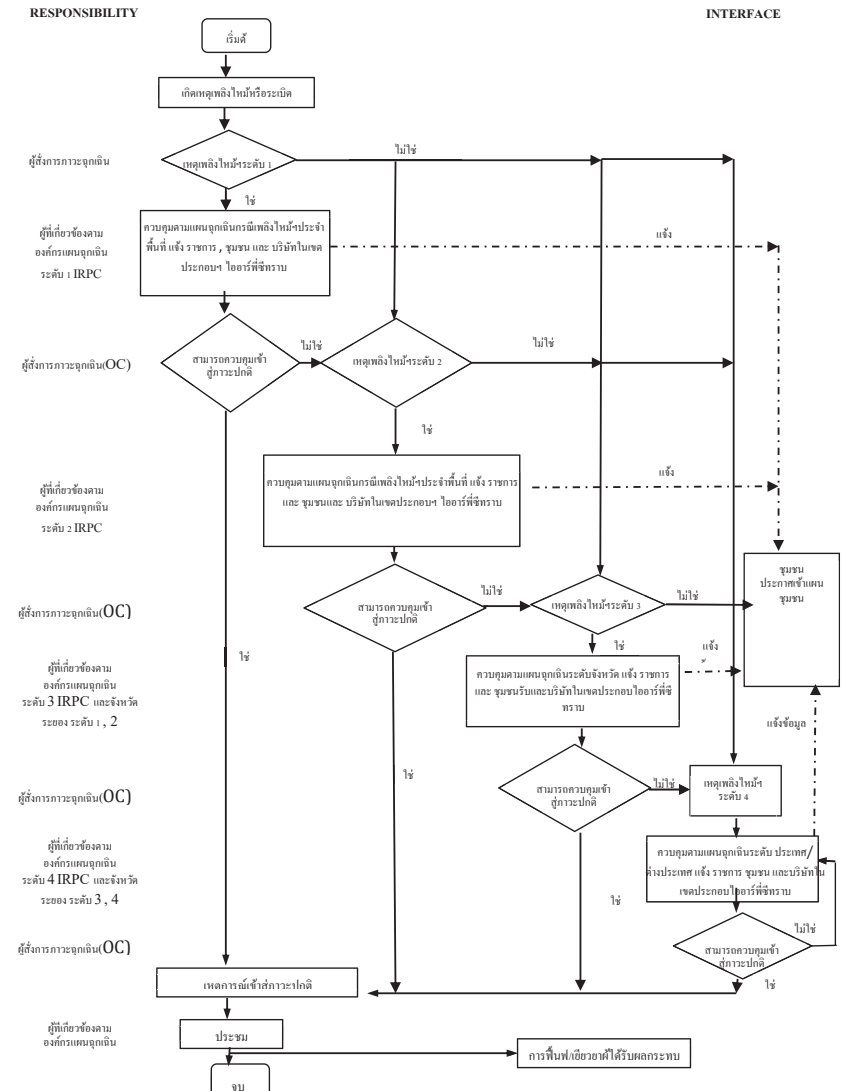 RESPONSIBILITY
INTERFACE
เริ่มต้
เกิดเหตุเพลิงไหม้หรือระเบิด
ผู้สั่งการภาวะฉุกเฉิน
เหตุเพลิงไหม้ฯระดับ 1
ไม่ใช่
ใช่
ผู้ที่เกี่ยวข้องตาม
องค์กรแผนฉุกเฉิน
ระดับ 1 IRPC
ควบคุมตามแผนฉุกเฉินกรณีเพลิงไหม้ฯประจำ
พื้นที่ แจ้ง ราชการ , ชุมชน และ บริษัทในเขต
ประกอบฯ ไออาร์พีซีทราบ
แจ้ง
ผู้สั่งการภาวะฉุกเฉิน(OC)
สามารถควบคุมเข้า
สู่ภาวะปกติ
ไม่ใช่
เหตุเพลิงไหม้ฯระดับ 2
ไม่ใช่
ใช่
ผู้ที่เกี่ยวข้องตาม
องค์กรแผนฉุกเฉิน
ระดับ 2 IRPC
ควบคุมตามแผนฉุกเฉินกรณีเพลิงไหม้ฯประจำพื้นที่ แจ้ง ราชการ
และ ชุมชนและ บริษัทในเขตประกอบฯ ไออาร์พี่ซีทราบ
แจ้ง
ชุมชน
ประกาศเข้าแผน
ชุมชน
ผู้สั่งการภาวะฉุกเฉิน(OC)
สามารถควบคุมเข้า
สู่ภาวะปกติ
ไม่ใช่
เหตุเพลิงไหม้ฯระดับ 3
ไม่ใช่
ใช่
ใช่
ผู้ที่เกี่ยวข้องตาม
องค์กรแผนฉุกเฉิน
ระดับ 3 IRPC และจังหวัด
ระยอง ระดับ 1 , 2
ควบคุมตามแผนฉุกเฉินระดับจังหวัด แจ้ง ราชการ
และ ชุมชนรับและบริษัทในเขตประกอบไออาร์พี่ซี
ทราบ
แจ้ง
แจ้งข้อมูล
ใช่
ผู้สั่งการภาวะฉุกเฉิน(OC)
สามารถควบคุมเข้า
สู่ภาวะปกติ
ไม่ใช่
เหตุเพลิงไหม้ฯ
ระดับ 4
ผู้ที่เกี่ยวข้องตาม
องค์กรแผนฉุกเฉิน
ระดับ 4 IRPC และจังหวัด
ระยอง ระดับ 3 , 4
ควบคุมตามแผนฉุกเฉินระดับ ประเทศ/
ต่างประเทศ แจ้ง ราชการ ชุมชน และบริษัทใน
เขตประกอบไออาร์พี่ซีทราบ
ใช่
ไม่ใช่
ผู้สั่งการภาวะฉุกเฉิน(OC)
สามารถควบคุมเข้า
สู่ภาวะปกติ
ใช่
เหตการณ์เข้าส่ภาวะปกติ
ผู้ที่เกี่ยวข้องตาม
องค์กรแผนฉุกเฉิน
ประชม
การฟื้นฟ/เยียวยาผ้ได้รับผลกระทบ
จบ